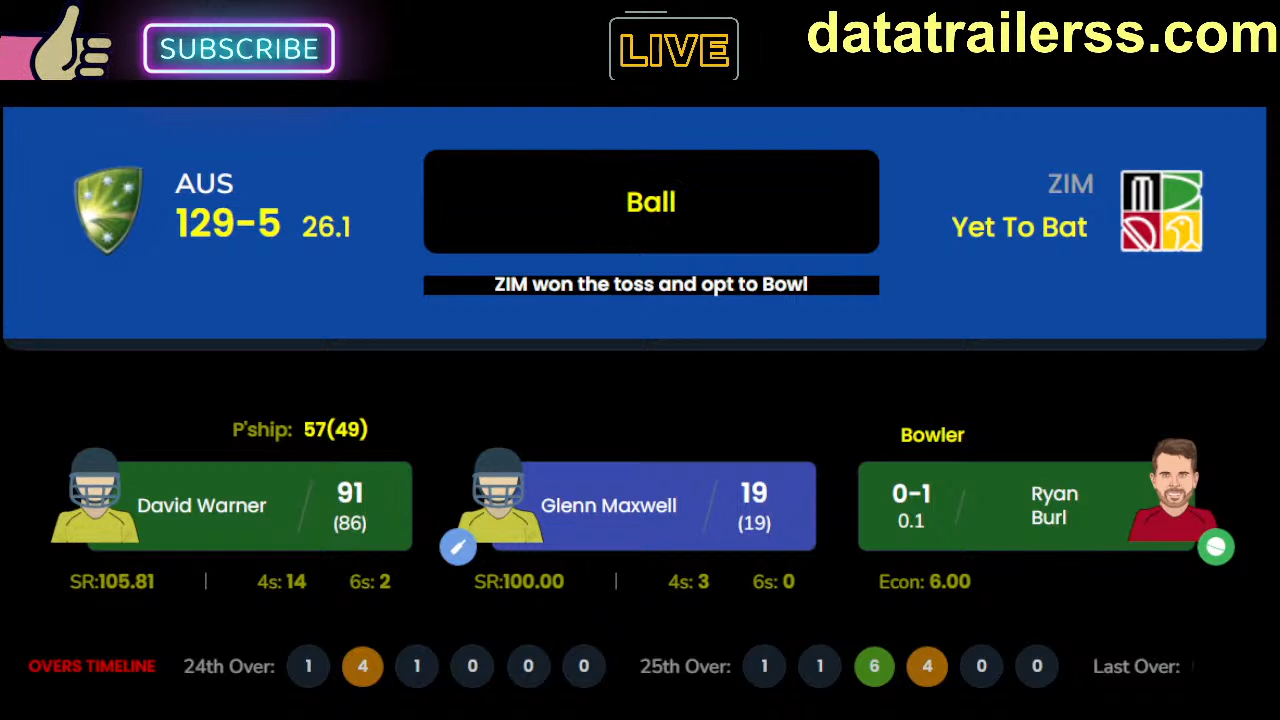 SUBSCRIBE
LIVE
datatrailerss.com
AUS
129-5 26.1
Ball
ZIM
Yet To Bat
ZIM won the toss and opt to Bowl
P'ship: 57(49)
Bowler
David Warner
91
(86)
Glenn Maxwell
19
(19)
0-1
0.1
Ryan
Burl
SR:105.81 | 4s: 14 6s: 2
SR:100.00 | 4s: 3 6s: 0
Econ: 6.00
OVERS TIMELINE 24th Over: 1 4 1 0 0 0 25th Over: 1 1 6 4 0 0 Last Over: